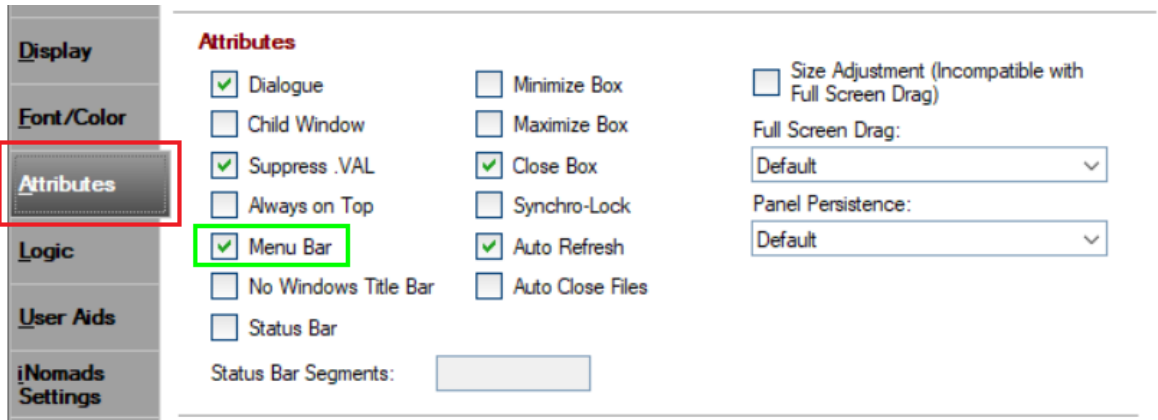 Display
Font/Color
Attributes
Logic
User Aids
iNomads
Settings
Attributes
Dialogue
Child Window
Suppress .VAL
Always on Top
Menu Bar
No Windows Title Bar
Status Bar
Status Bar Segments:
Minimize Box
Maximize Box
Close Box
Synchro-Lock
Auto Refresh
Auto Close Files
Size Adjustment (Incompatible with
Full Screen Drag)
Full Screen Drag:
Default
Panel Persistence:
Default